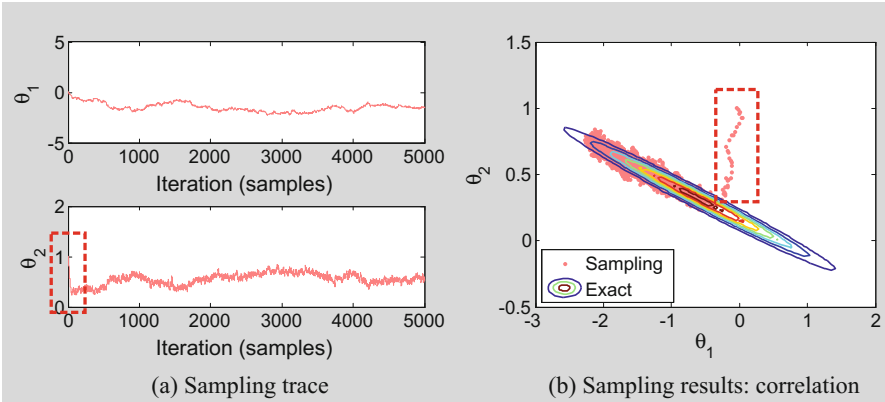 5
0
-5
θ1
0 1000 2000 3000 4000 5000
Iteration (samples)
2
1
0
θ2
0 1000 2000 3000 4000 5000
Iteration (samples)
(a) Sampling trace
1.5
1
0.5
0
-0.5
θ2
Sampling
Exact
-3 -2 -1 0 1 2
θ1
(b) Sampling results: correlation